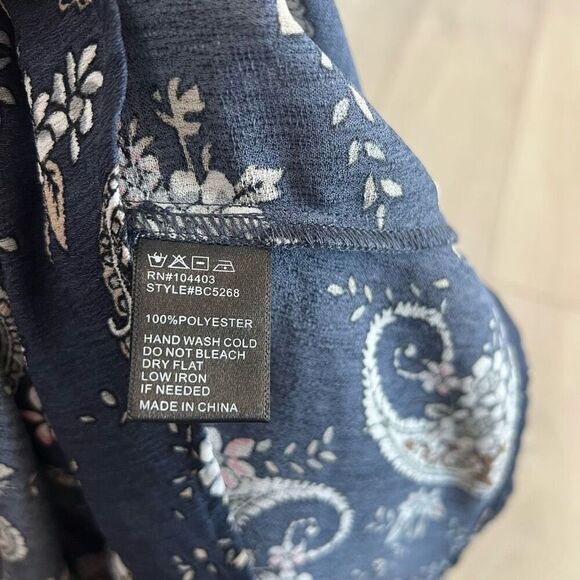 RN#104403
STYLE#BC5268
100%POLYESTER
HAND WASH COLD
DO NOT BLEACH
DRY FLAT
LOW IRON
IF NEEDED
MADE IN CHINA